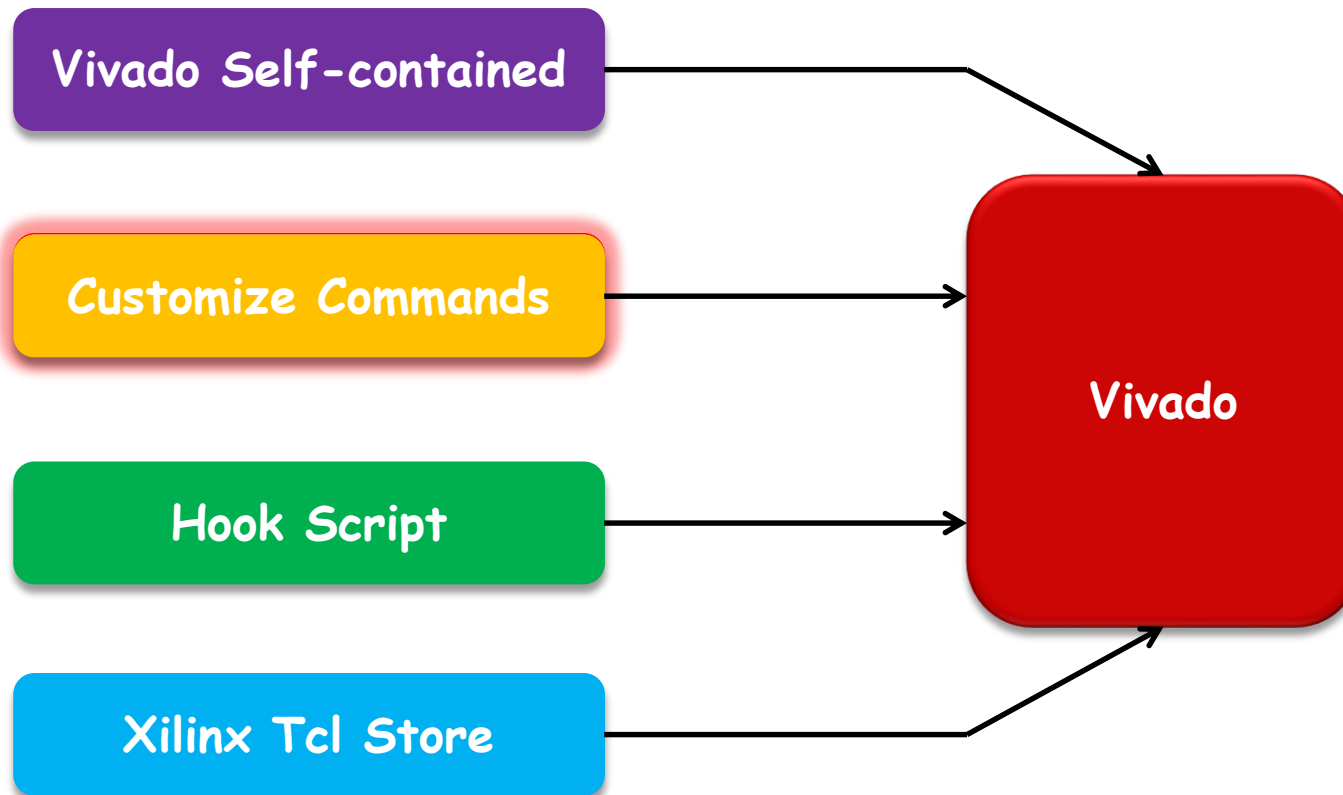 Vivado Self-contained
Customize Commands
Vivado
Hook Script
Xilinx Tcl Store